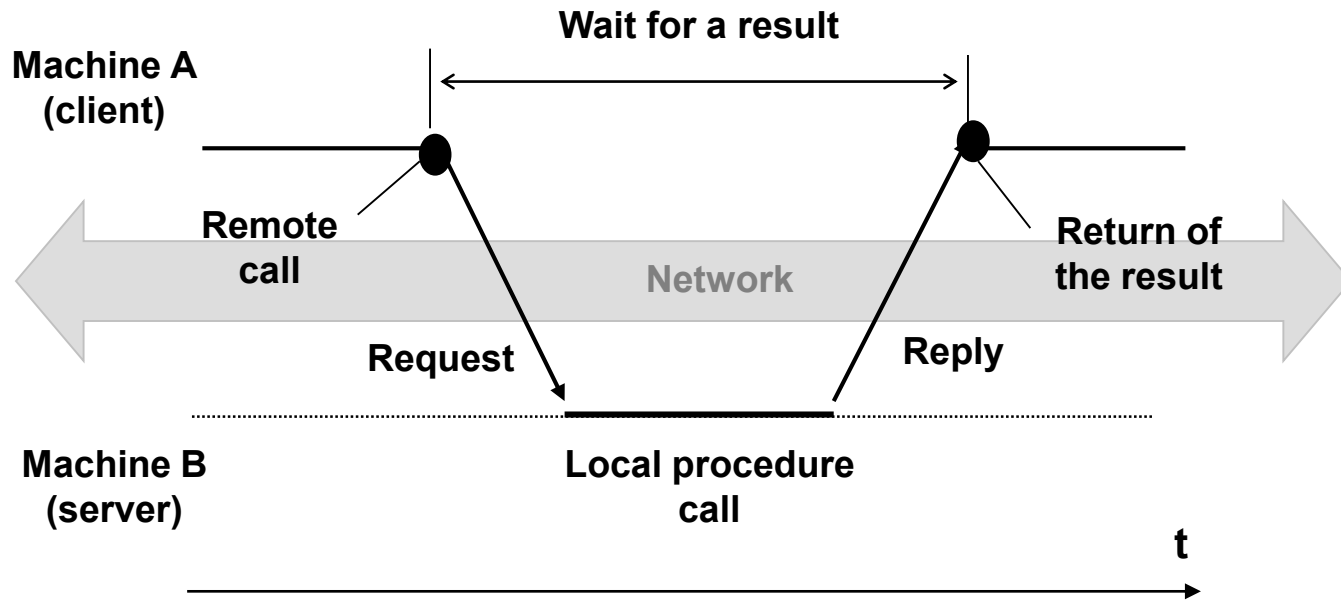 Wait for a result
Machine A
(client)
Remote
call
Network
Return of
the result
Request
Reply
Machine B
(server)
Local procedure
call
t